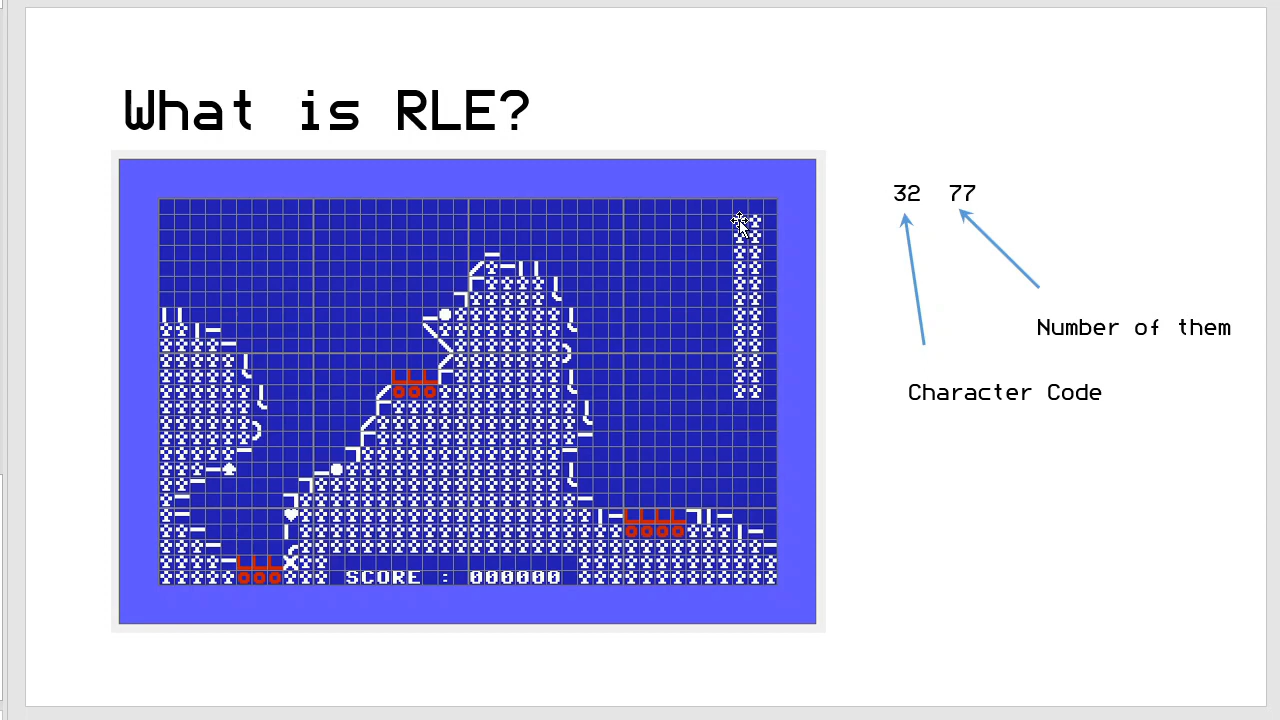 What is RLE?
32 77
Number of them
Character Code
SCORE : 000000